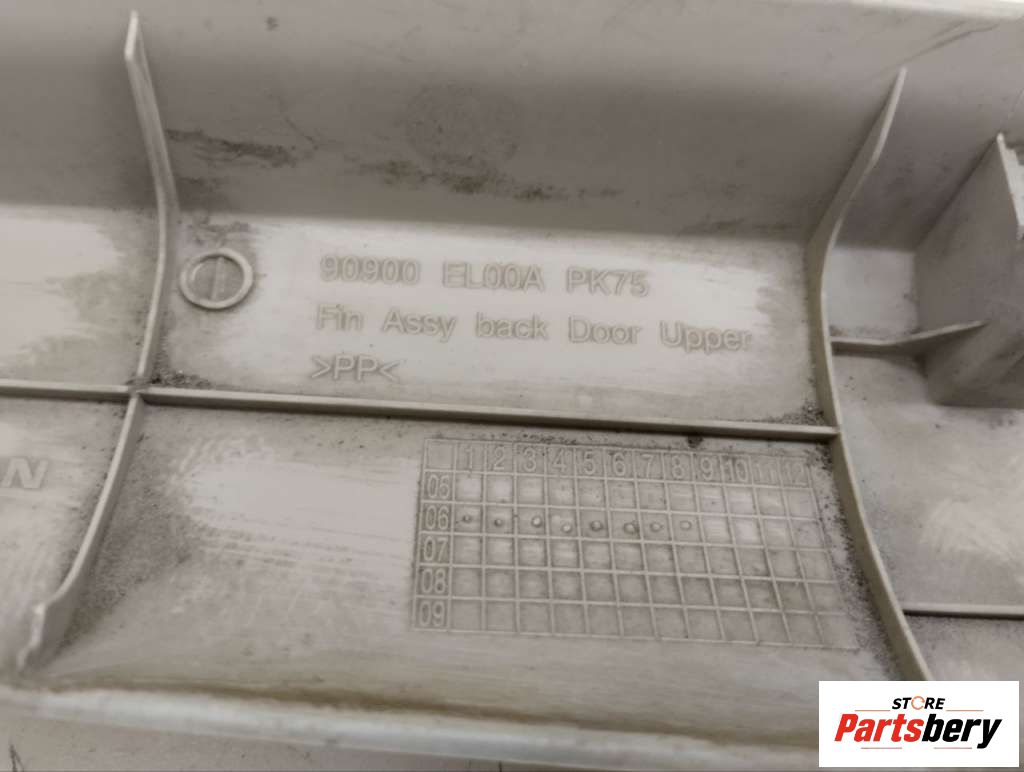 90900 EL00A PK75
Fin Assy back Door Upper
>PP<
N
1 2 3 4 5 6 7 8 9 10 11 12
05
06
07
08
09
STORE
Partsbery